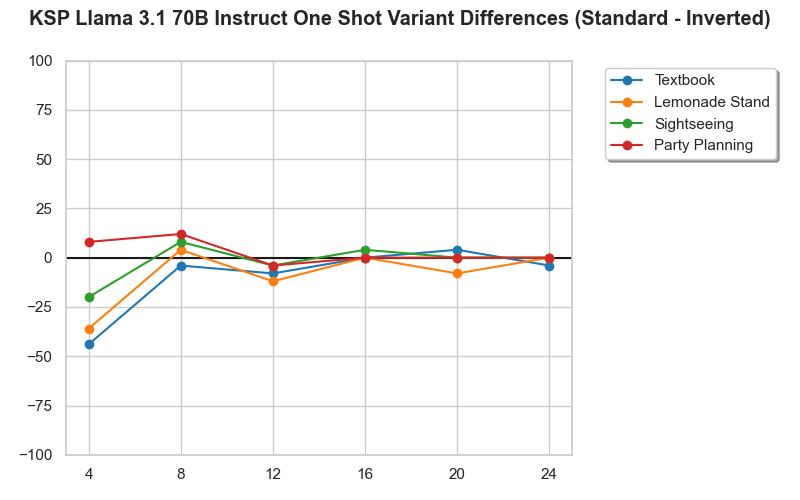 KSP Llama 3.1 70B Instruct One Shot Variant Differences (Standard - Inverted)
100
75
50
25
0
−25
−50
−75
−100
4 8 12 16 20 24
Textbook
Lemonade Stand
Sightseeing
Party Planning